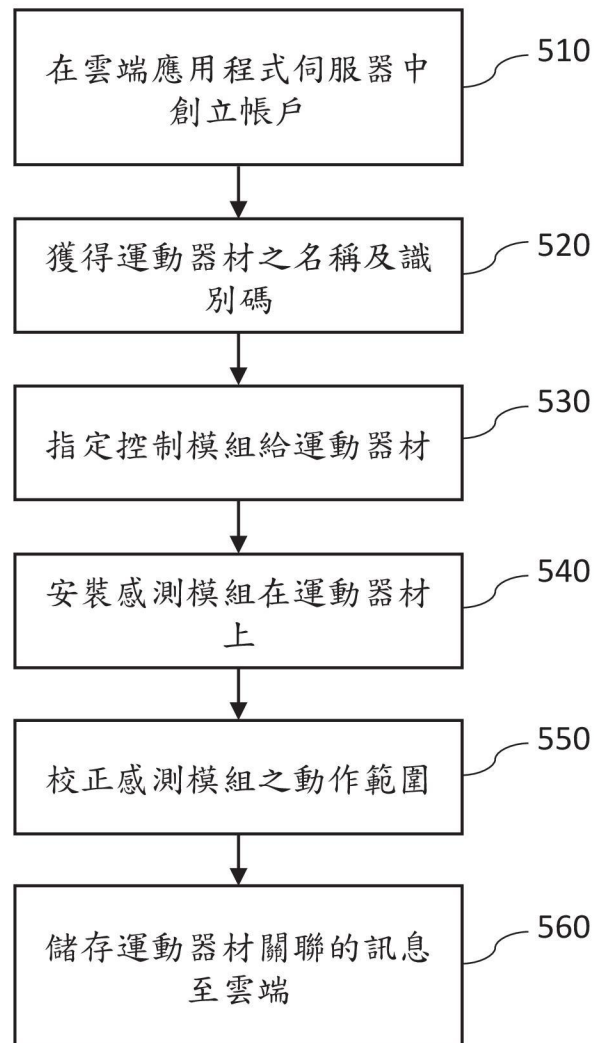 在雲端應用程式伺服器中
創立帳戶
510
獲得運動器材之名稱及識
別碼
520
指定控制模組給運動器材
530
安裝感測模組在運動器材
上
540
校正感測模組之動作範圍
550
儲存運動器材關聯的訊息
至雲端
560